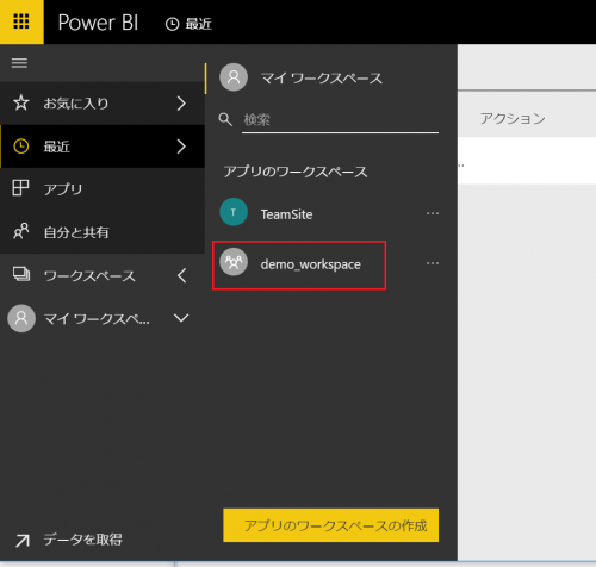 Power BI 最近
お気に入り
最近
アプリ
自分と共有
ワークスペース
マイ ワークスペ...
データを取得
マイ ワークスペース
検索
アプリのワークスペース
T TeamSite ...
demo_workspace ...
アプリのワークスペースの作成
アクション
..